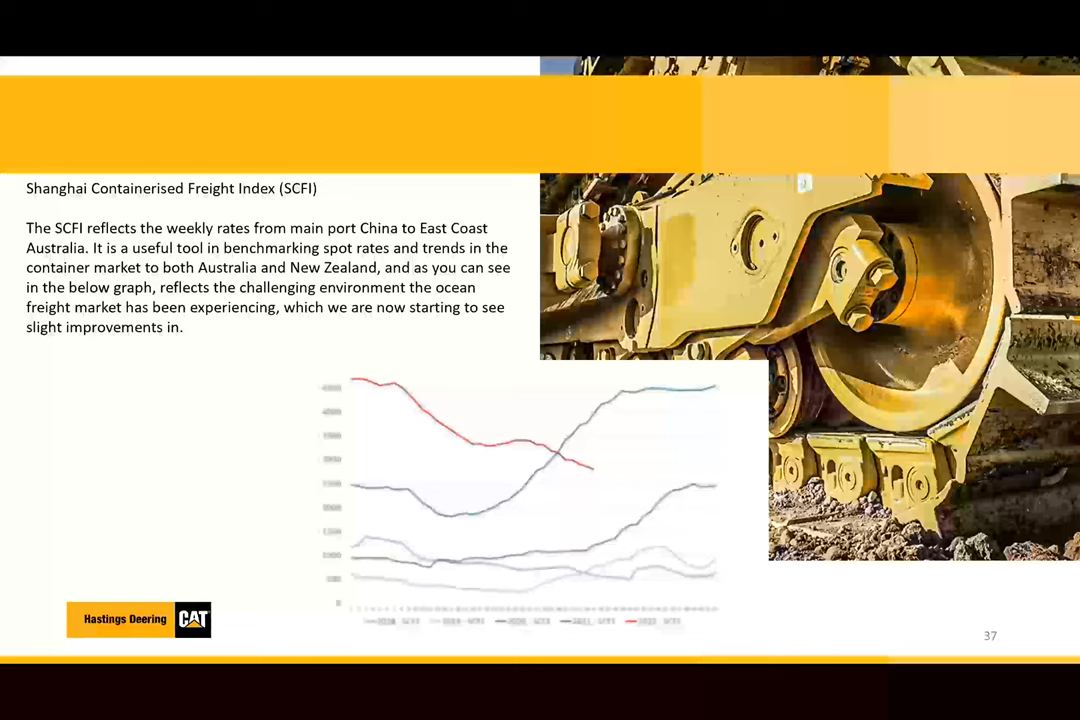 Shanghai Containerised Freight Index (SCFI)
The SCFI reflects the weekly rates from main port China to East Coast
Australia. It is a useful tool in benchmarking spot rates and trends in the
container market to both Australia and New Zealand, and as you can see
in the below graph, reflects the challenging environment the ocean
freight market has been experiencing, which we are now starting to see
slight improvements in.
Hastings Deering CAT
37